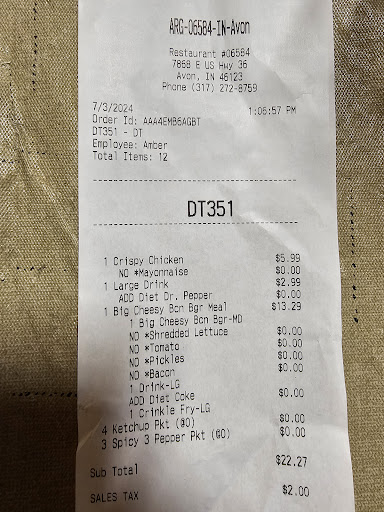 ARG-06584-IN-Avon
Restaurant #06584
7868 E US Hwy 36
Avon, IN 46123
Phone (317) 272-8759
7/3/2024 1:06:57 PM
Order Id: AAA4EMB6AGBT
DT351 - DT
Employee: Amber
Total Items: 12
DT351
1 Crispy Chicken $5.99
NO *Mayonnaise $0.00
1 Large Drink $2.99
ADD Diet Dr. Pepper $0.00
1 Big Cheesy Bcn Bgr Meal $13.29
1 Big Cheesy Bcn Bgr-MD
NO *Shredded Lettuce $0.00
NO *Tomato $0.00
NO *Pickles $0.00
NO *Bacon $0.00
1 Drink-LG
ADD Diet Coke $0.00
1 Crinkle Fry-LG
4 Ketchup Pkt (@0) $0.00
3 Spicy 3 Pepper Pkt (@0) $0.00
Sub Total $22.27
SALES TAX $2.00